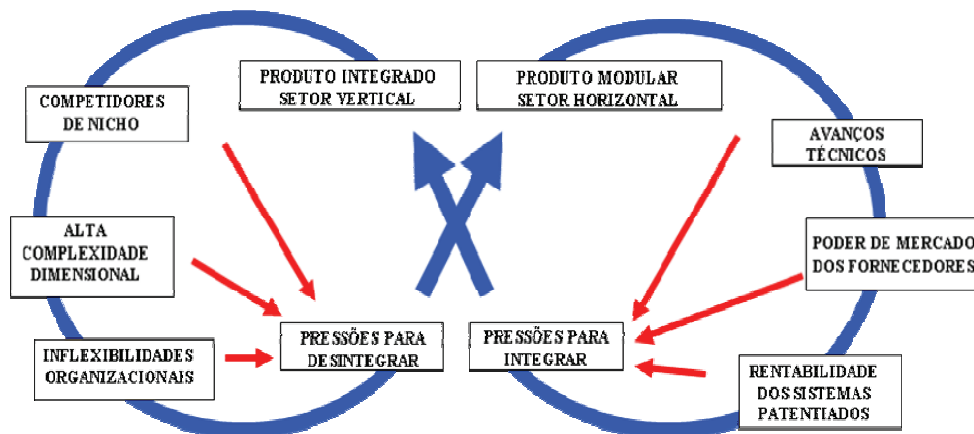 PRODUTO INTEGRADO
SETOR VERTICAL
PRODUTO MODULAR
SETOR HORIZONTAL
COMPETIDORES
DE NICHO
AVANÇOS
TÉCNICOS
ALTA
COMPLEXIDADE
DIMENSIONAL
PODER DE MERCADO
DOS FORNECEDORES
INFLEXIBILIDADES
ORGANIZACIONAIS
PRESSÕES PARA
DESINTEGRAR
PRESSÕES PARA
INTEGRAR
RENTABILIDADE
DOS SISTEMAS
PATENTIADOS